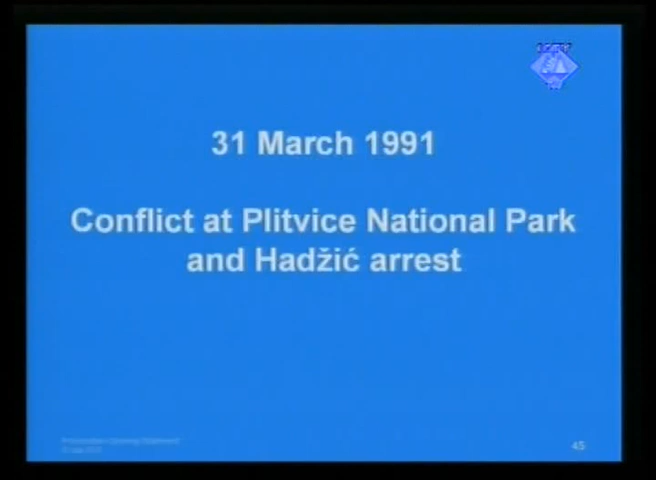 31 March 1991
Conflict at Plitvice National Park
and Hadžić arrest
45